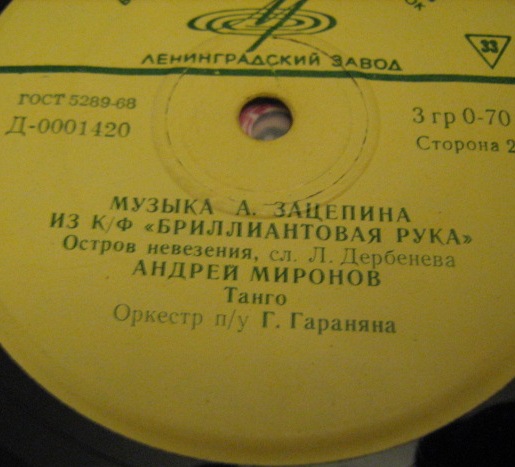 ЛЕНИНГРАДСКИЙ ЗАВОД
33
ГОСТ 5289-68
Д-0001420
3 гр 0-70
Сторона 2
МУЗЫКА А. ЗАЦЕПИНА
ИЗ К/Ф «БРИЛЛИАНТОВАЯ РУКА»
Остров невезения, сл. Л. Дербенева
АНДРЕЙ МИРОНОВ
Танго
Оркестр п/у Г. Гараняна